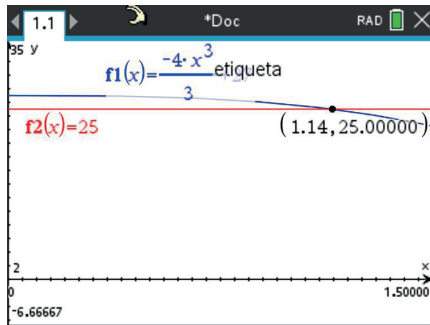 1.1 *Doc RAD
35 y
f1(x)=-4·x^3/3 etiqueta
f2(x)=25
(1.14,25.00000)
2
x
0 1.50000
-6.66667